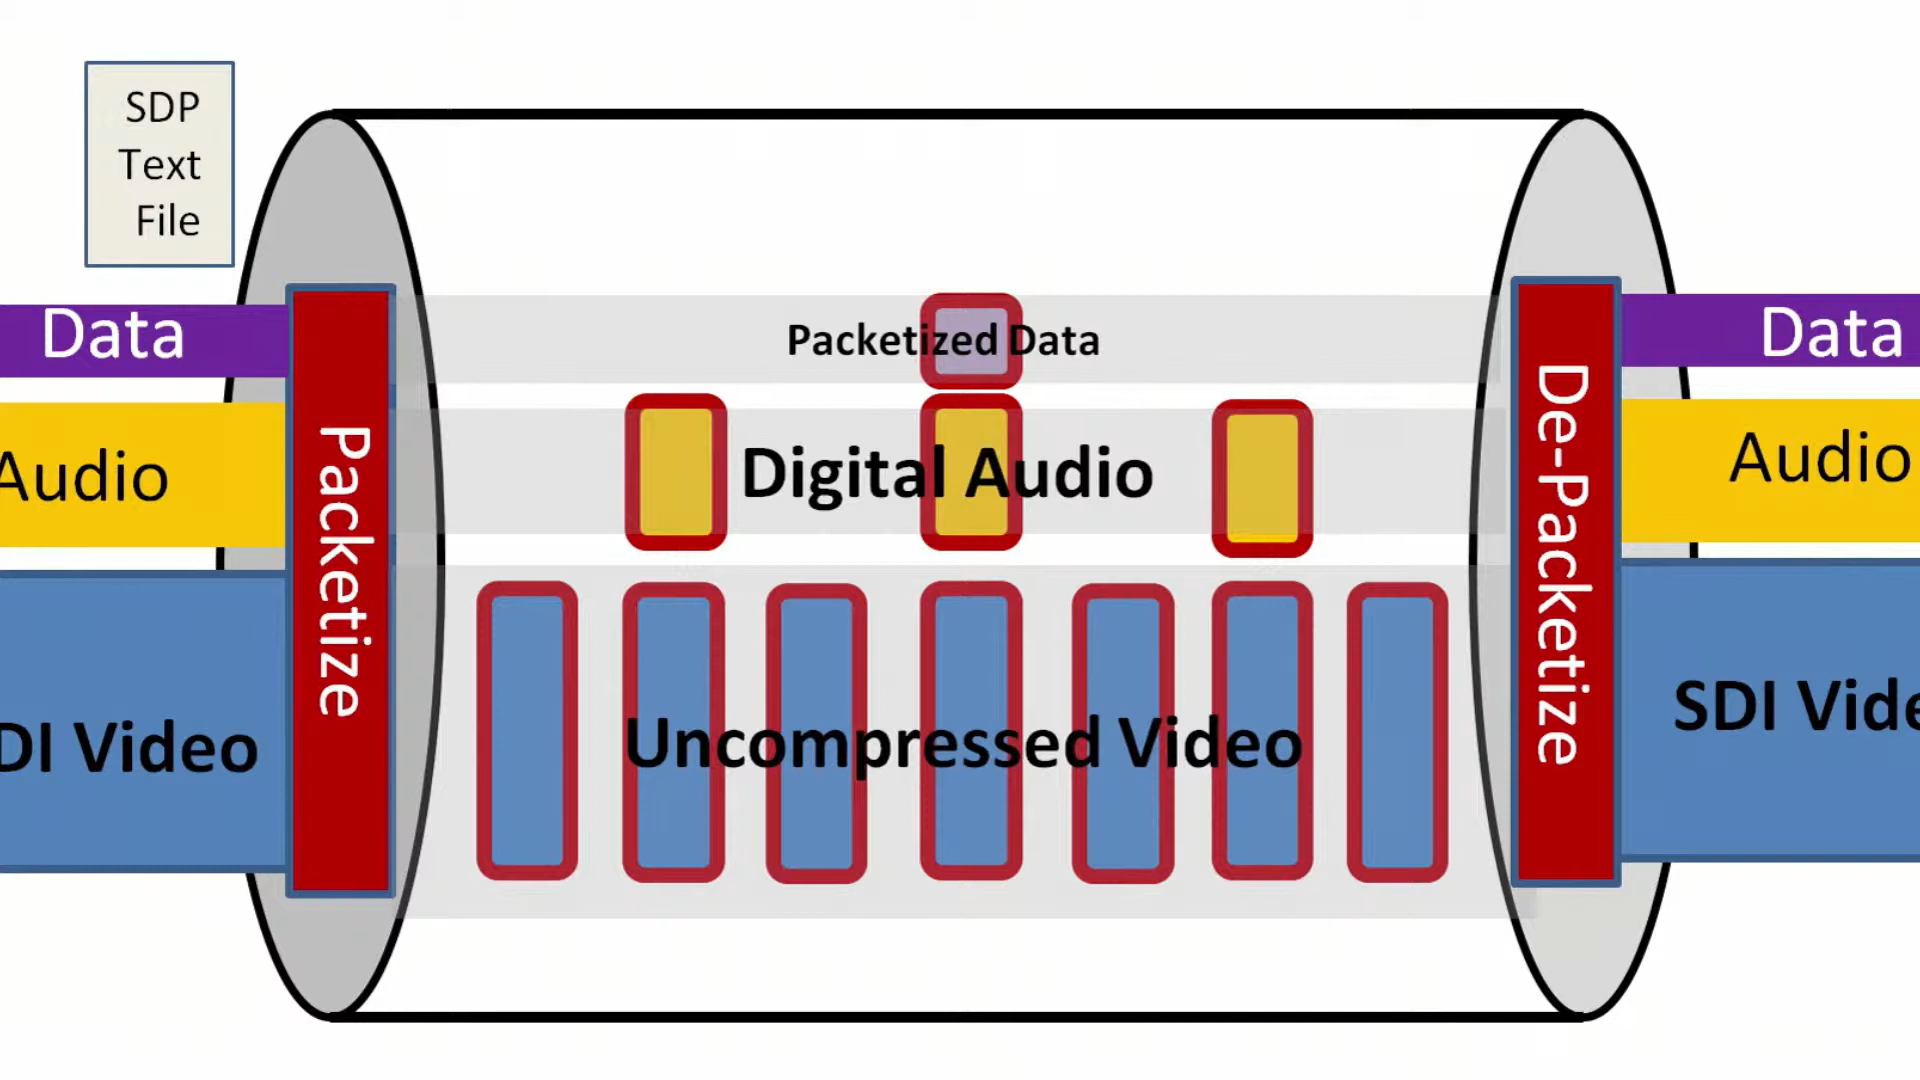 SDP
Text
File
Data
Packetized Data
Data
Audio
Digital Audio
Audio
Packetize
De-Packetize
DI Video
Uncompressed Video
SDI Vide